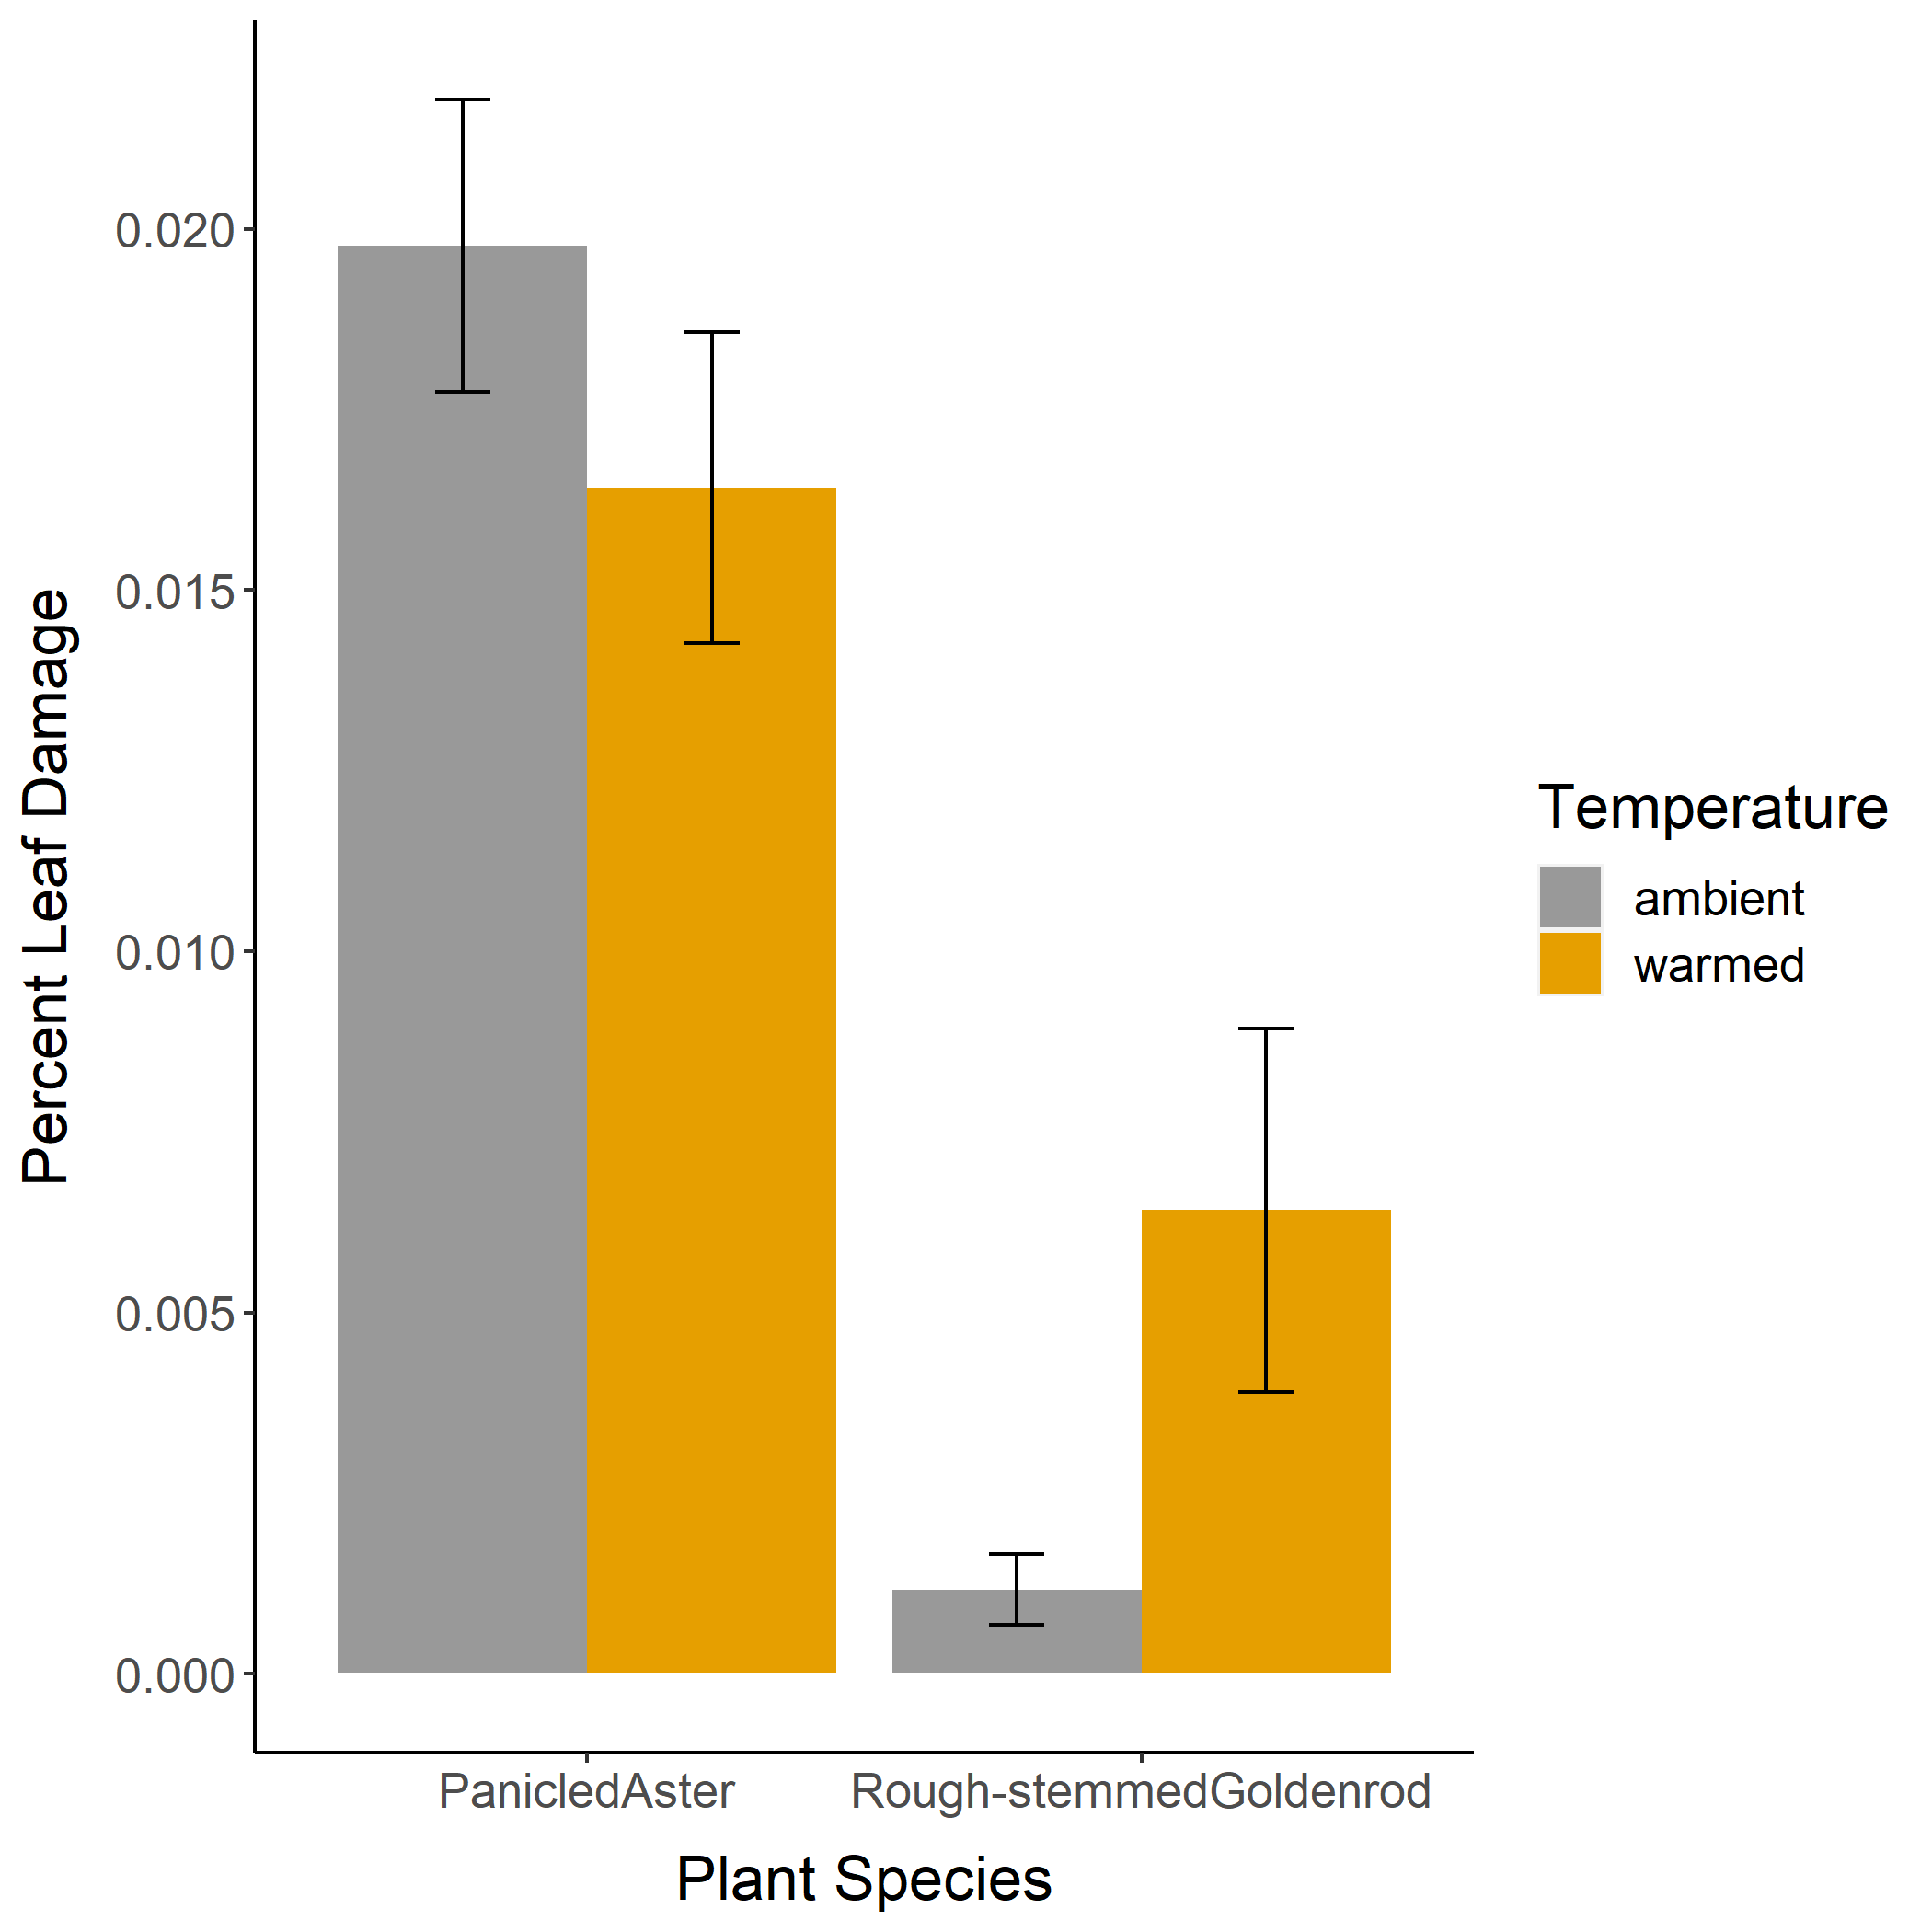 Percent Leaf Damage
0.020
0.015
0.010
0.005
0.000
PanicledAster
Rough-stemmedGoldenrod
Plant Species
Temperature
ambient
warmed